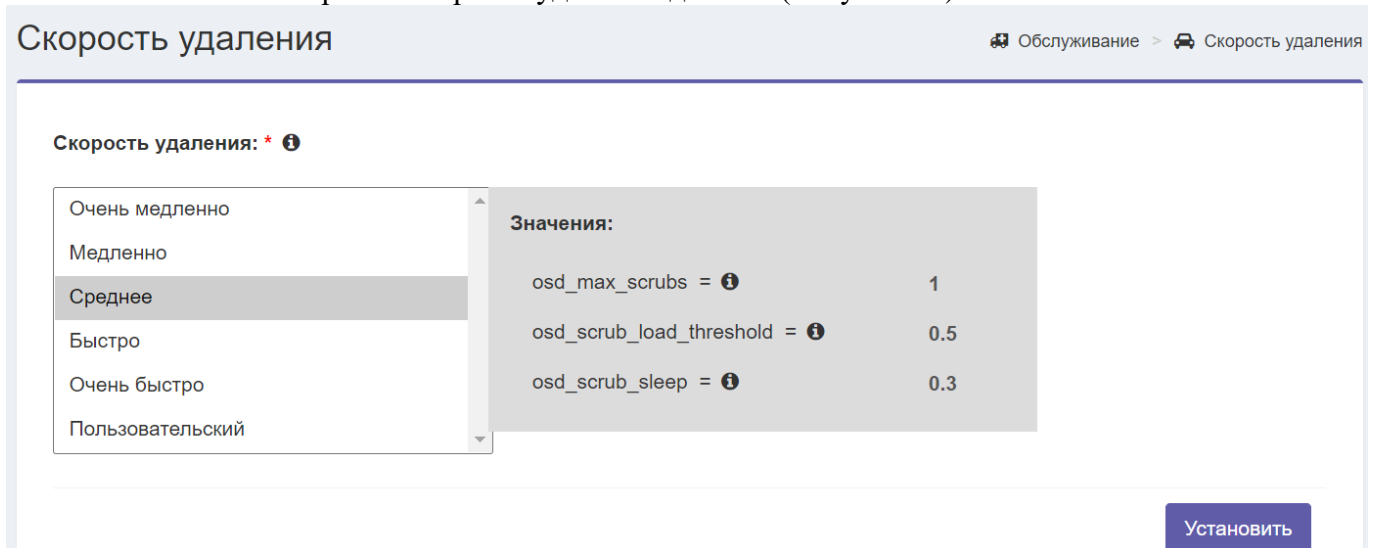 Скорость удаления
Обслуживание > Скорость удаления
Скорость удаления: *
Очень медленно
Медленно
Среднее
Быстро
Очень быстро
Пользовательский
Значения:
osd_max_scrubs = 1
osd_scrub_load_threshold = 0.5
osd_scrub_sleep = 0.3
Установить